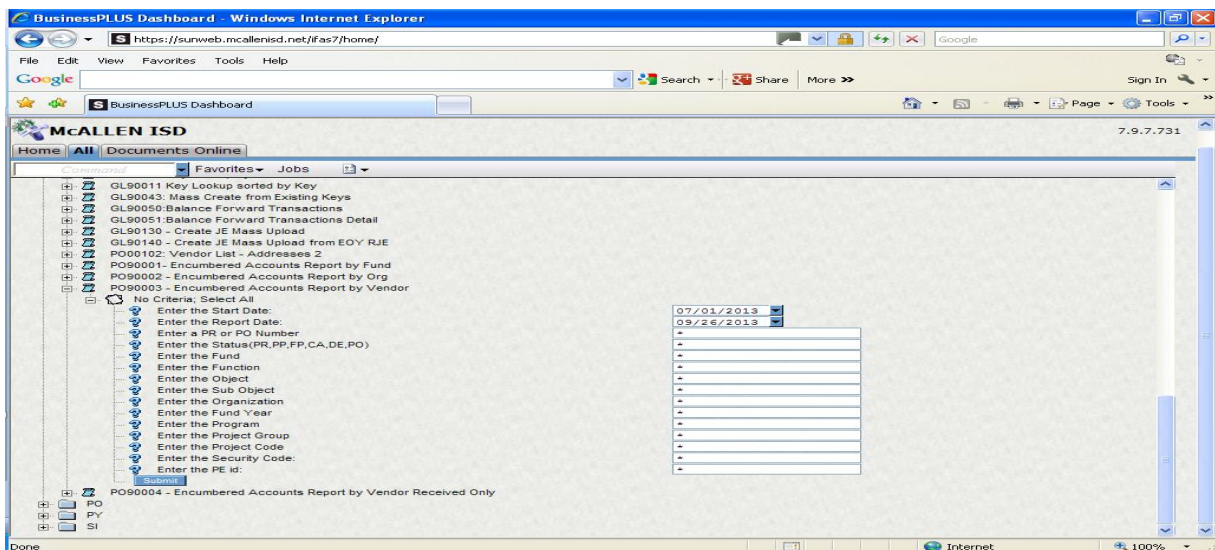 BusinessPLUS Dashboard - Windows Internet Explorer
S https://sunweb.mcallenisd.net/ifas7/home/
Google
File Edit View Favorites Tools Help
Google Search Share More >> Sign In
S BusinessPLUS Dashboard Page Tools >>
McALLEN ISD 7.9.7.731
Home All Documents Online
Command Favorites Jobs
GL90011 Key Lookup sorted by Key
GL90043: Mass Create from Existing Keys
GL90050:Balance Forward Transactions
GL90051:Balance Forward Transactions Detail
GL90130 - Create JE Mass Upload
GL90140 - Create JE Mass Upload from EOY RJE
PO00102: Vendor List - Addresses 2
PO90001- Encumbered Accounts Report by Fund
PO90002 - Encumbered Accounts Report by Org
PO90003 - Encumbered Accounts Report by Vendor
No Criteria; Select All
Enter the Start Date: 07/01/2013
Enter the Report Date: 09/26/2013
Enter a PR or PO Number *
Enter the Status(PR,PP,FP,CA,DE,PO) *
Enter the Fund *
Enter the Function *
Enter the Object *
Enter the Sub Object *
Enter the Organization *
Enter the Fund Year *
Enter the Program *
Enter the Project Group *
Enter the Project Code *
Enter the Security Code: *
Enter the PE id: *
Submit
PO90004 - Encumbered Accounts Report by Vendor Received Only
PO
PY
SI
Done Internet 100%